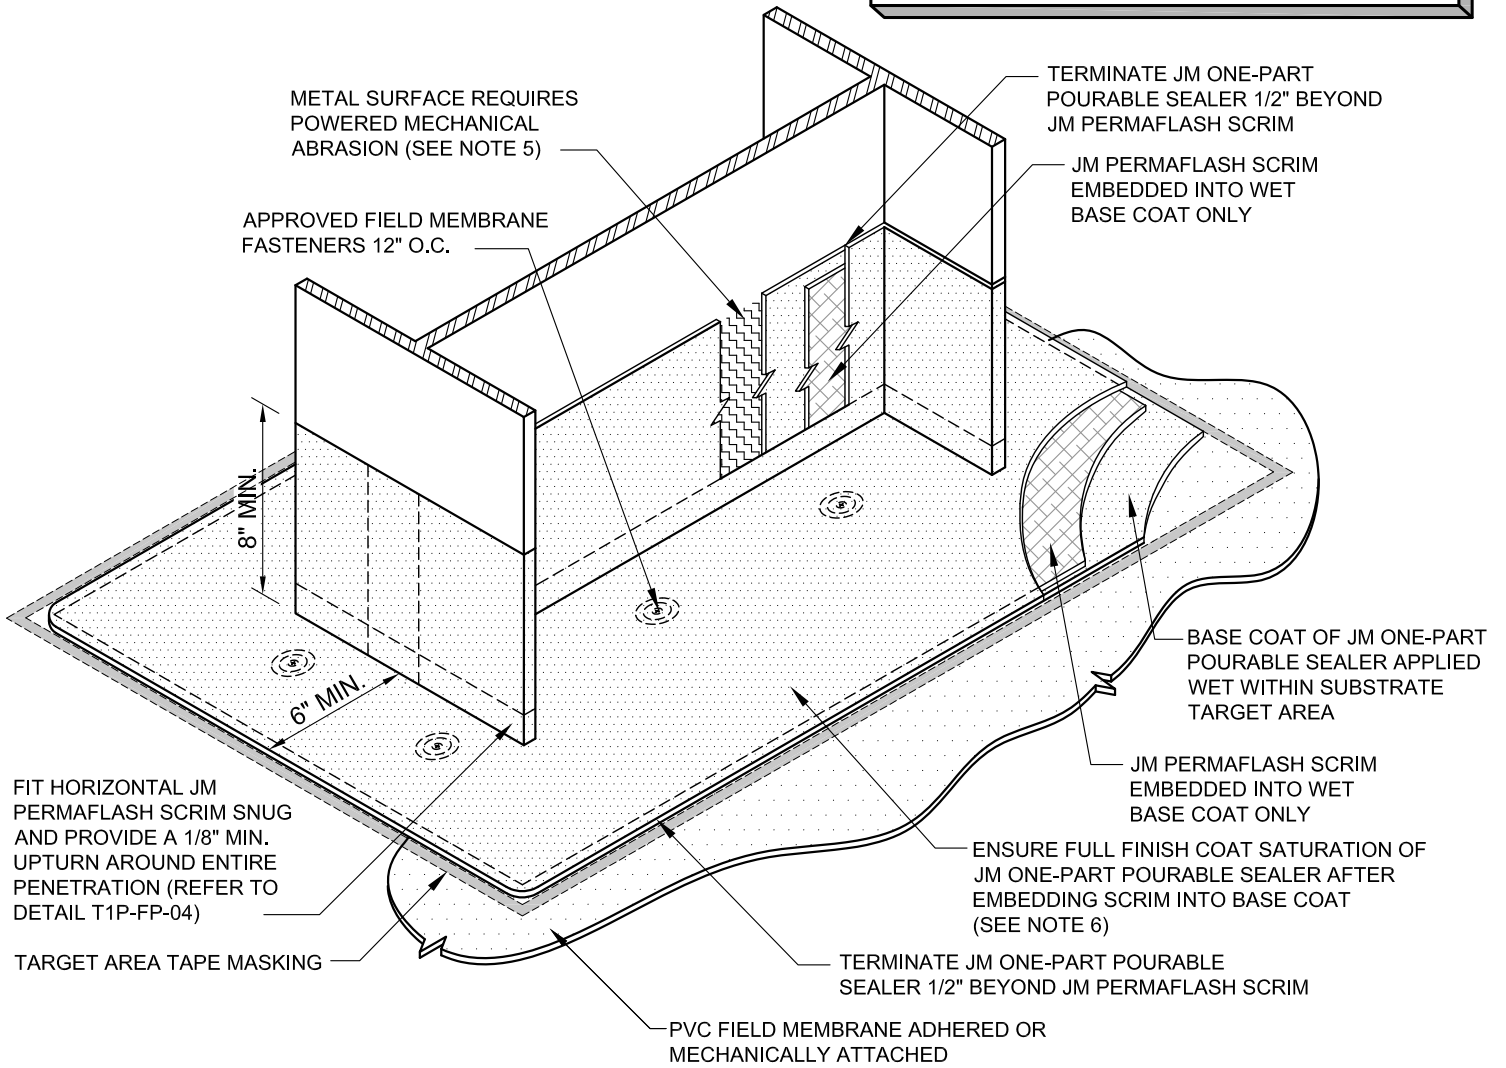 METAL SURFACE REQUIRES
POWERED MECHANICAL
ABRASION (SEE NOTE 5)
TERMINATE JM ONE-PART
POURABLE SEALER 1/2" BEYOND
JM PERMAFLASH SCRIM
JM PERMAFLASH SCRIM
EMBEDDED INTO WET
BASE COAT ONLY
APPROVED FIELD MEMBRANE
FASTENERS 12" O.C.
8" MIN.
6" MIN.
BASE COAT OF JM ONE-PART
POURABLE SEALER APPLIED
WET WITHIN SUBSTRATE
TARGET AREA
JM PERMAFLASH SCRIM
EMBEDDED INTO WET
BASE COAT ONLY
FIT HORIZONTAL JM
PERMAFLASH SCRIM SNUG
AND PROVIDE A 1/8" MIN.
UPTURN AROUND ENTIRE
PENETRATION (REFER TO
DETAIL T1P-FP-04)
ENSURE FULL FINISH COAT SATURATION OF
JM ONE-PART POURABLE SEALER AFTER
EMBEDDING SCRIM INTO BASE COAT
(SEE NOTE 6)
TARGET AREA TAPE MASKING
TERMINATE JM ONE-PART POURABLE
SEALER 1/2" BEYOND JM PERMAFLASH SCRIM
PVC FIELD MEMBRANE ADHERED OR
MECHANICALLY ATTACHED